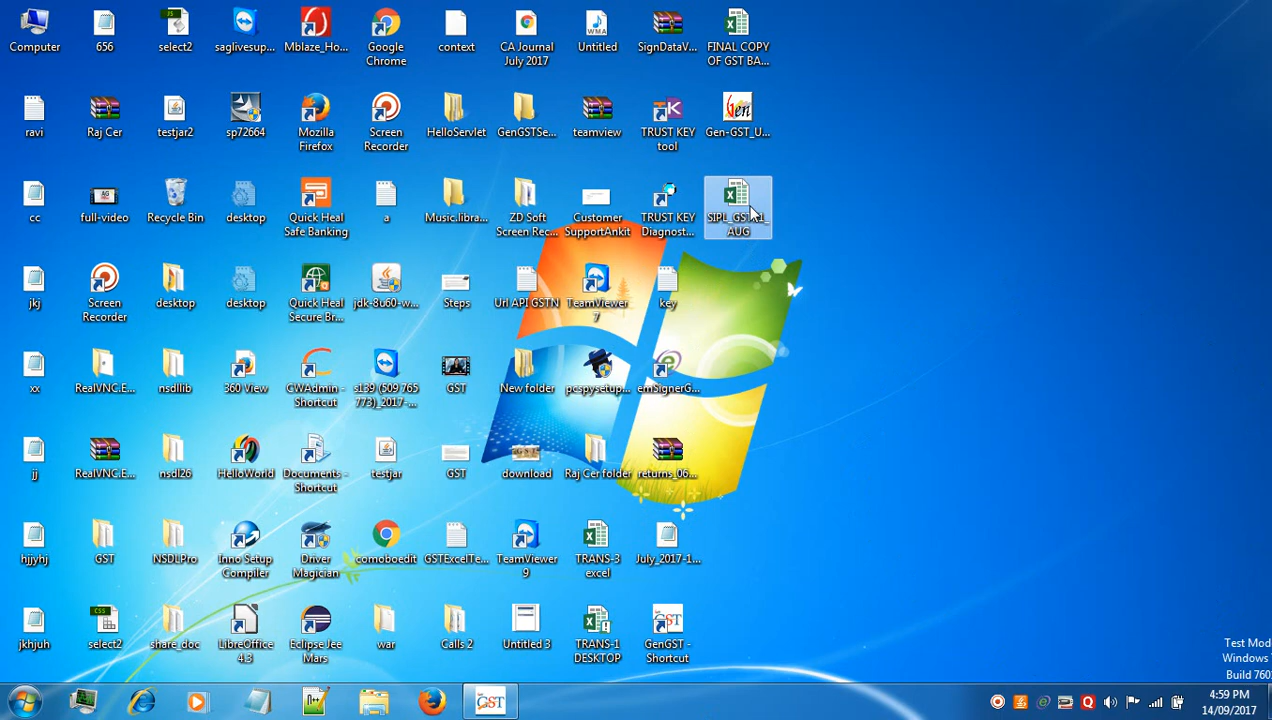 Computer
656
select2
saglivesup...
Mblaze_Ho...
Google
Chrome
context
CA Journal
July 2017
Untitled
SignDataV...
FINAL COPY
OF GST BA...
ravi
Raj Cer
testjar2
sp72664
Mozilla
Firefox
Screen
Recorder
HelloServlet
GenGSTSe...
teamview
TRUST KEY
tool
Gen-GST_U...
cc
full-video
Recycle Bin
desktop
Quick Heal
Safe Banking
a
Music.libra...
ZD Soft
Screen Rec...
Customer
SupportAnkit
TRUST KEY
Diagnost...
SIPL_GSTR1_
AUG
jkj
Screen
Recorder
desktop
desktop
Quick Heal
Secure Br...
jdk-8u60-w...
Steps
Url API GSTN
TeamViewer
7
key
xx
RealVNC.E...
nsdllib
360 View
CWAdmin -
Shortcut
s139 (509 765
773)_2017-...
GST
New folder
pcspysetup...
emSignerG...
jj
RealVNC.E...
nsdl26
HelloWorld
Documents -
Shortcut
testjar
GST
download
Raj Cer folder
returns_06...
hjjyhj
GST
NSDLPro
Inno Setup
Compiler
Driver
Magician
comoboedit
GSTExcelTe...
TeamViewer
9
TRANS-3
excel
July_2017-1...
jkhjuh
select2
share_doc
LibreOffice
4.3
Eclipse Jee
Mars
war
Calls 2
Untitled 3
TRANS-1
DESKTOP
GenGST -
Shortcut
Test Mod
Windows
Build 760
GST
4:59 PM
14/09/2017